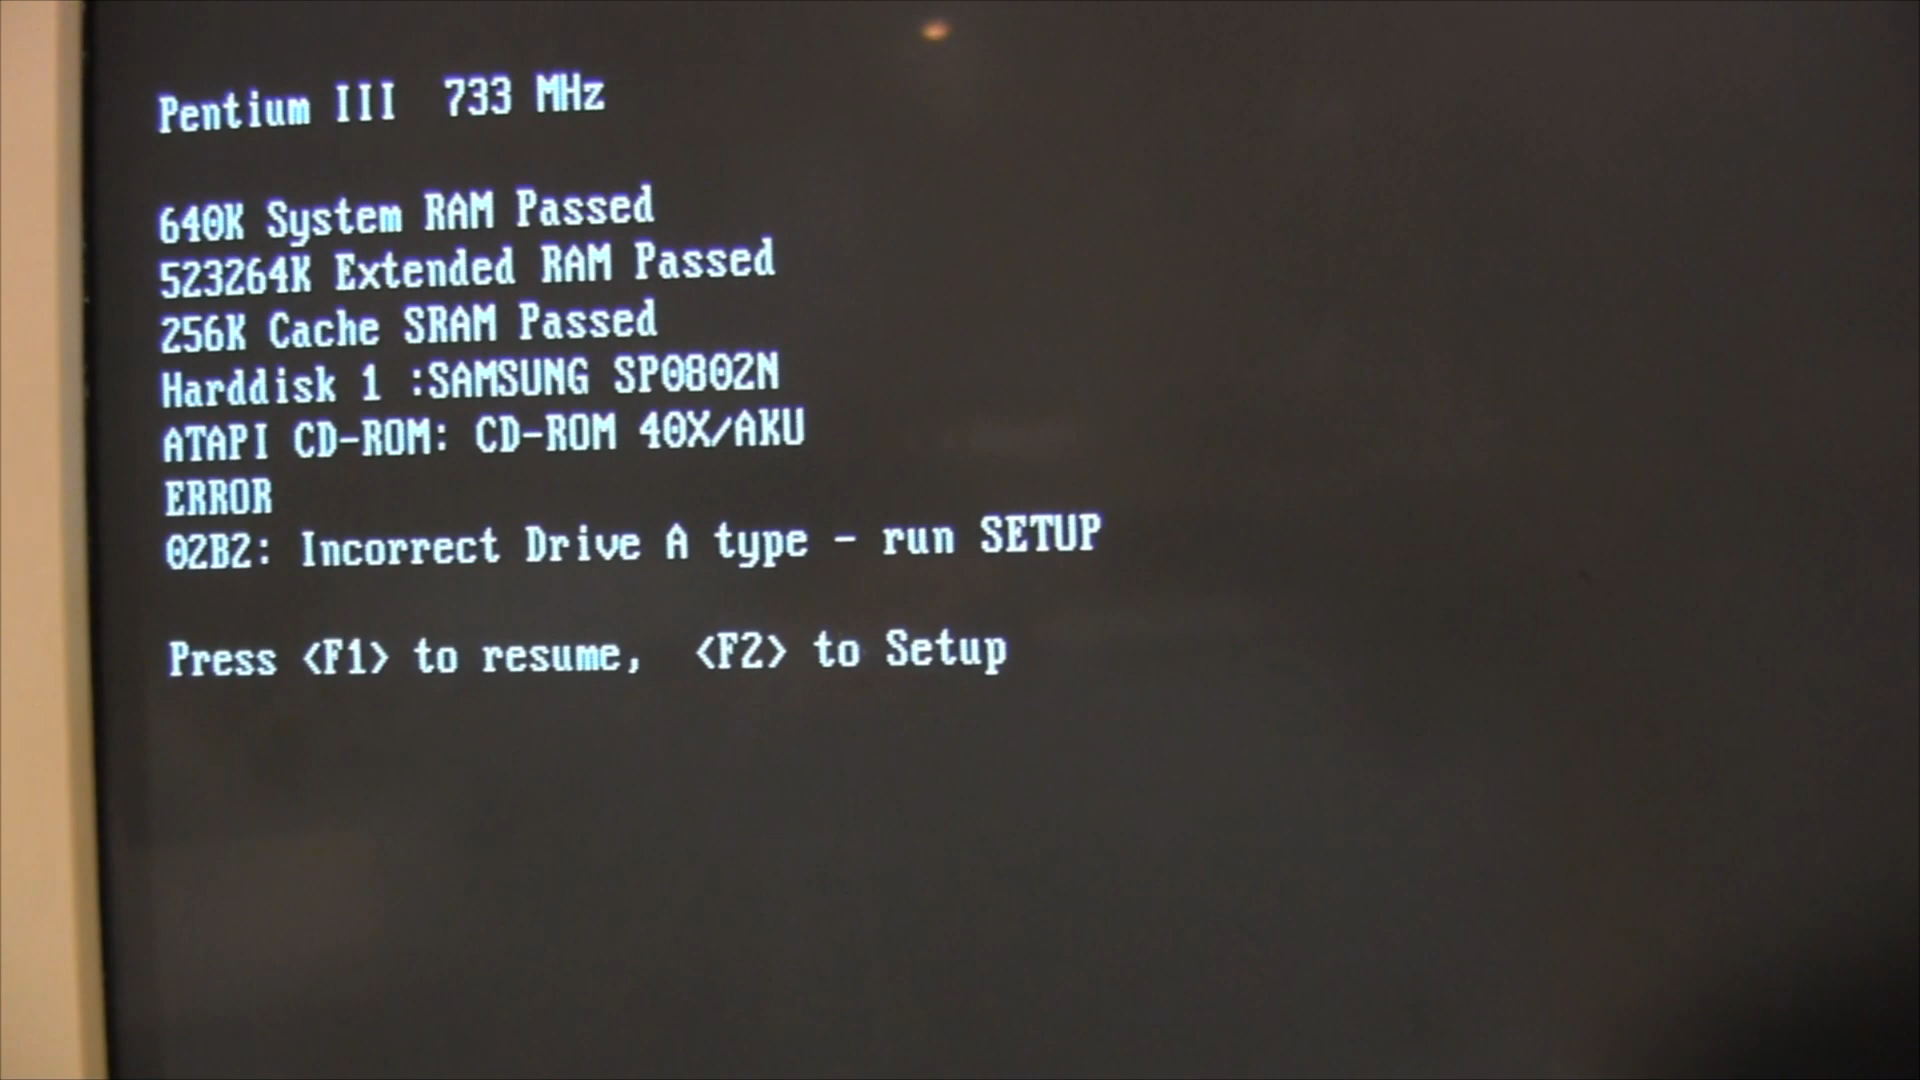 Pentium III  733 MHz
640K System RAM Passed
523264K Extended RAM Passed
256K Cache SRAM Passed
Harddisk 1 :SAMSUNG SP0802N
ATAPI CD-ROM: CD-ROM 40X/AKU
ERROR
02B2: Incorrect Drive A type - run SETUP
Press <F1> to resume,  <F2> to Setup